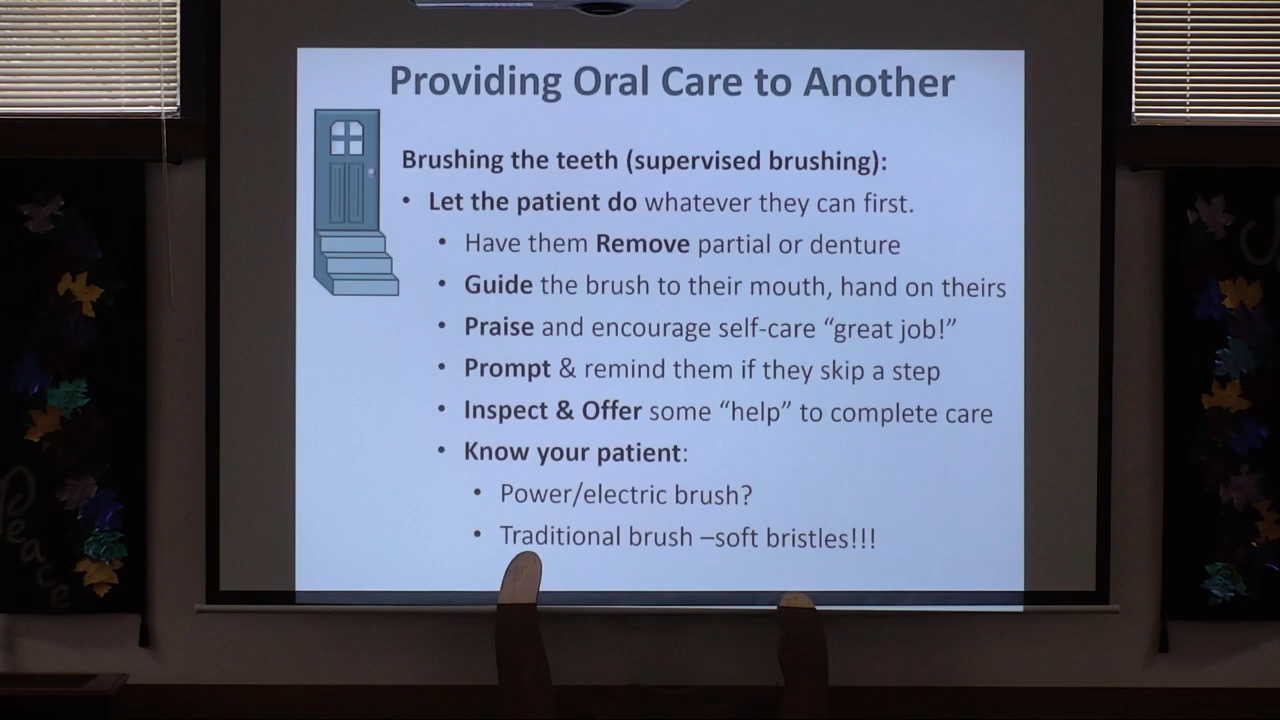 Providing Oral Care to Another
Brushing the teeth (supervised brushing):
• Let the patient do whatever they can first.
• Have them Remove partial or denture
• Guide the brush to their mouth, hand on theirs
• Praise and encourage self-care “great job!”
• Prompt & remind them if they skip a step
• Inspect & Offer some “help” to complete care
• Know your patient:
• Power/electric brush?
• Traditional brush –soft bristles!!!
Peace